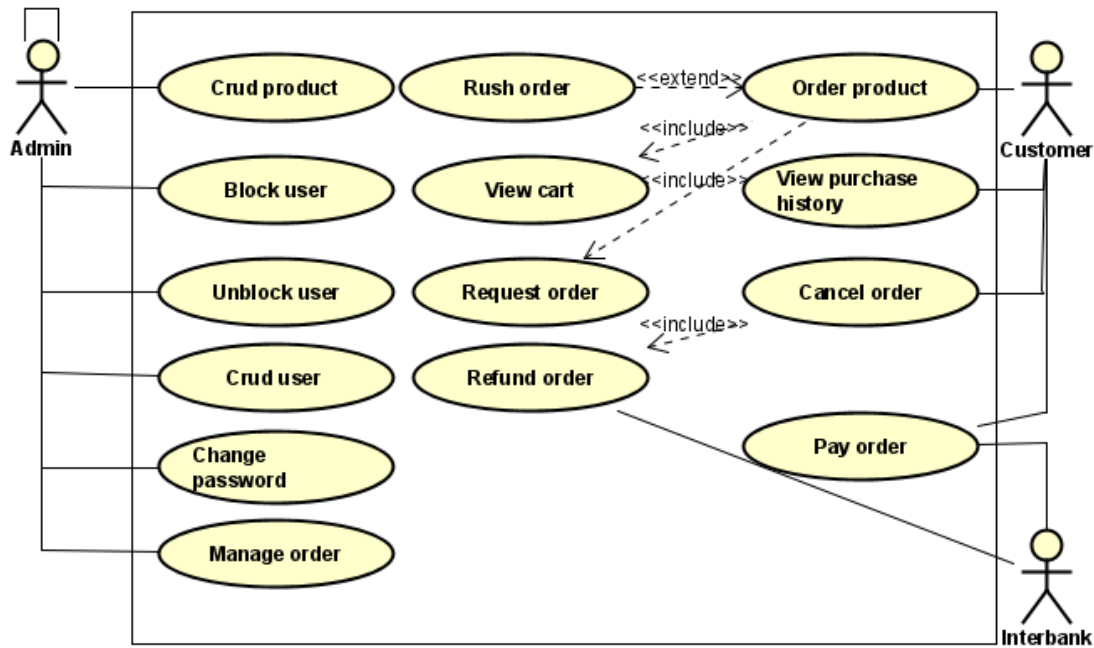 Crud product
Rush order
<<extend>>
Order product
Admin
<<include>>
Customer
Block user
View cart
<<include>>
View purchase
history
Unblock user
Request order
Cancel order
<<include>>
Crud user
Refund order
Change
password
Pay order
Manage order
Interbank